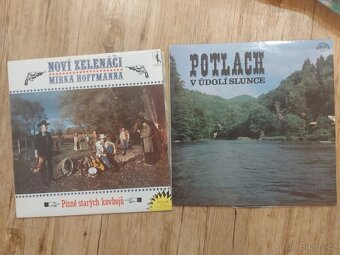 NOVÍ ZELENÁČI
MIRKA HOFFMANNA
Písně starých kovbojů
POTLACH
V ÚDOLÍ SLUNCE